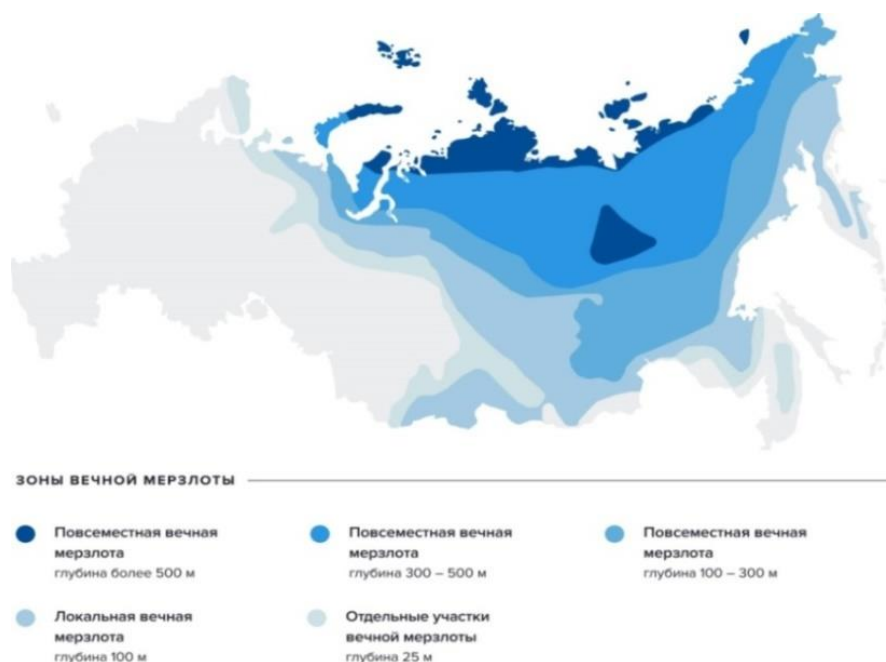 ЗОНЫ ВЕЧНОЙ МЕРЗЛОТЫ
Повсеместная вечная
мерзлота
глубина более 500 м
Повсеместная вечная
мерзлота
глубина 300 – 500 м
Повсеместная вечная
мерзлота
глубина 100 – 300 м
Локальная вечная
мерзлота
глубина 100 м
Отдельные участки
вечной мерзлоты
глубина 25 м